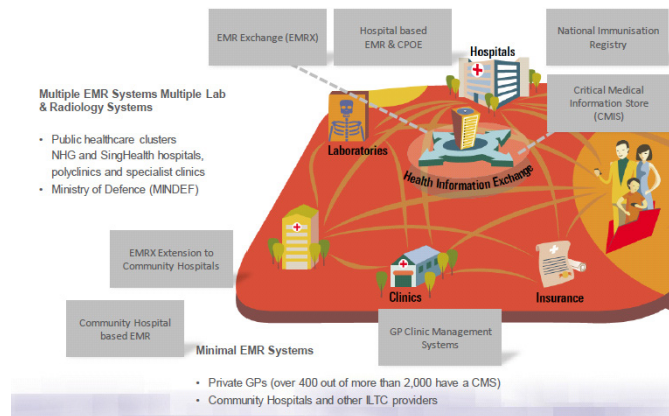 EMR Exchange (EMRX)
Hospital based
EMR & CPOE
National Immunisation
Registry
Hospitals
Critical Medical
Information Store
(CMIS)
Multiple EMR Systems Multiple Lab
& Radiology Systems
• Public healthcare clusters
NHG and SingHealth hospitals,
polyclinics and specialist clinics
• Ministry of Defence (MINDEF)
Laboratories
Health Information Exchange
EMRX Extension to
Community Hospitals
Clinics
Insurance
Community Hospital
based EMR
GP Clinic Management
Systems
Minimal EMR Systems
• Private GPs (over 400 out of more than 2,000 have a CMS)
• Community Hospitals and other ILTC providers